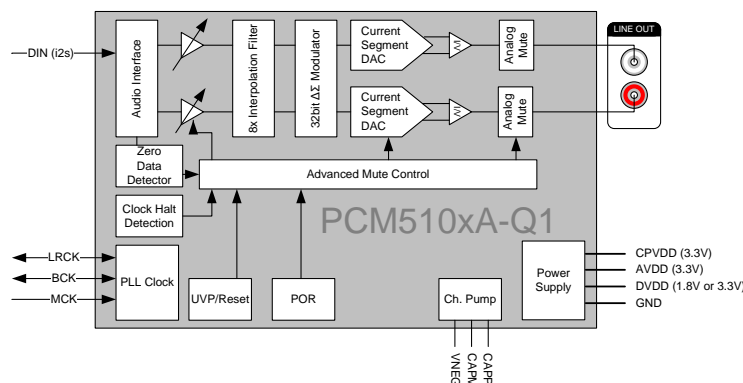 DIN (i2s)
Audio Interface
8x Interpolation Filter
32bit ΔΣ Modulator
Current
Segment
DAC
I/V
Analog
Mute
LINE OUT
Current
Segment
DAC
I/V
Analog
Mute
Zero
Data
Detector
Advanced Mute Control
Clock Halt
Detection
PCM510xA-Q1
LRCK
BCK
MCK
PLL Clock
UVP/Reset
POR
Ch. Pump
Power
Supply
CPVDD (3.3V)
AVDD (3.3V)
DVDD (1.8V or 3.3V)
GND
VNEG
CAPM
CAPP